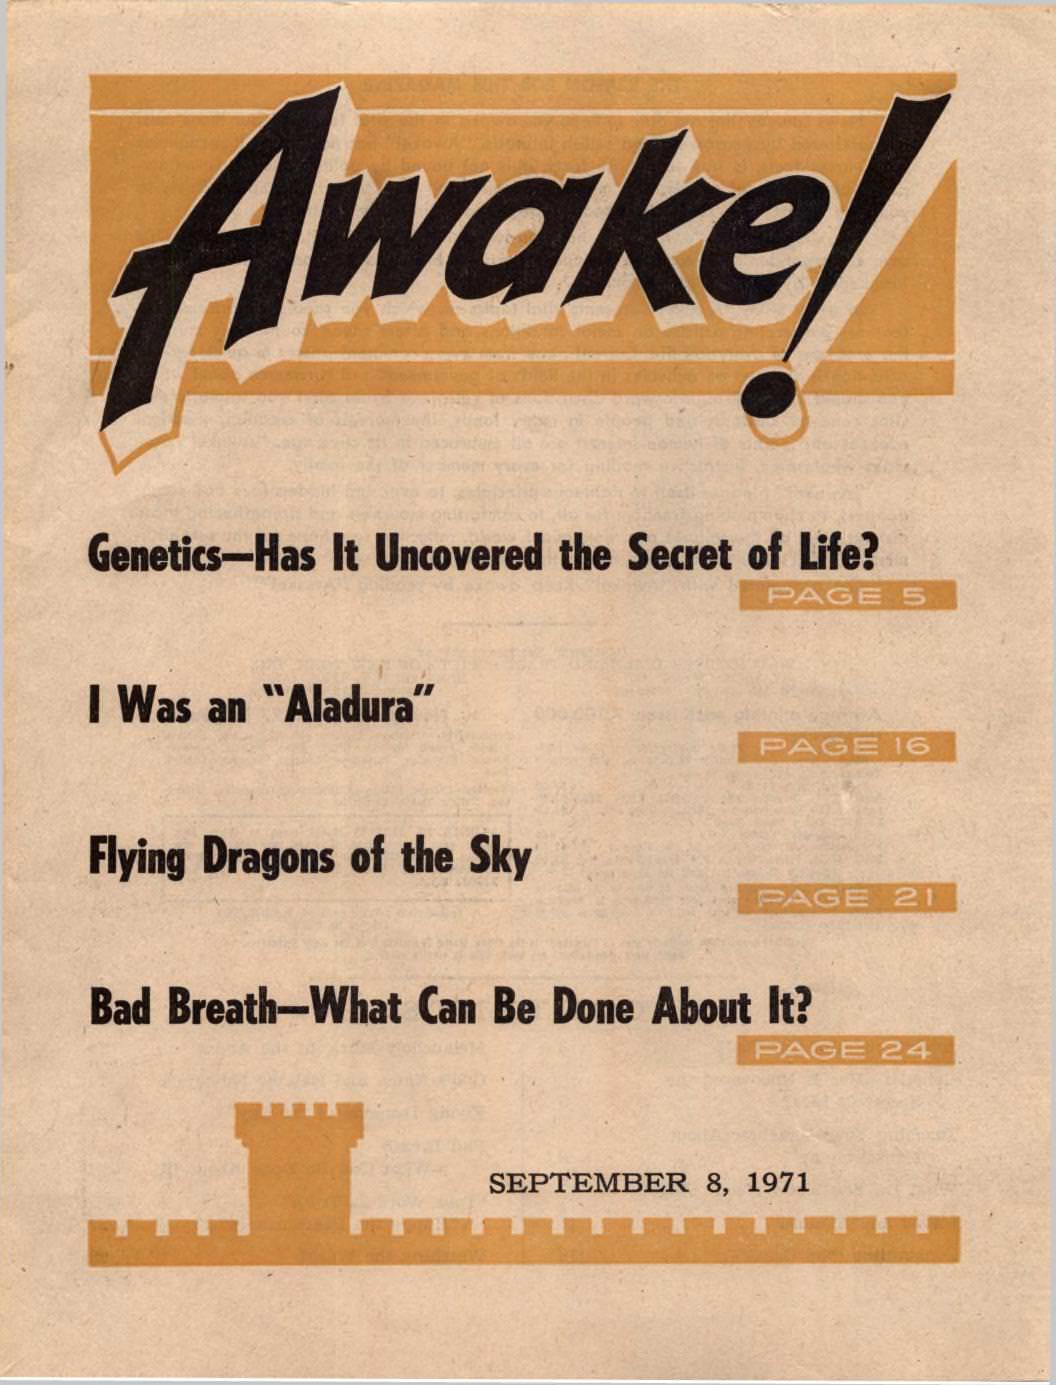 Awake!
Genetics—Has It Uncovered the Secret of Life?
PAGE 5
I Was an "Aladura"
PAGE 16
Flying Dragons of the Sky
PAGE 21
Bad Breath—What Can Be Done About It?
PAGE 24
SEPTEMBER 8, 1971